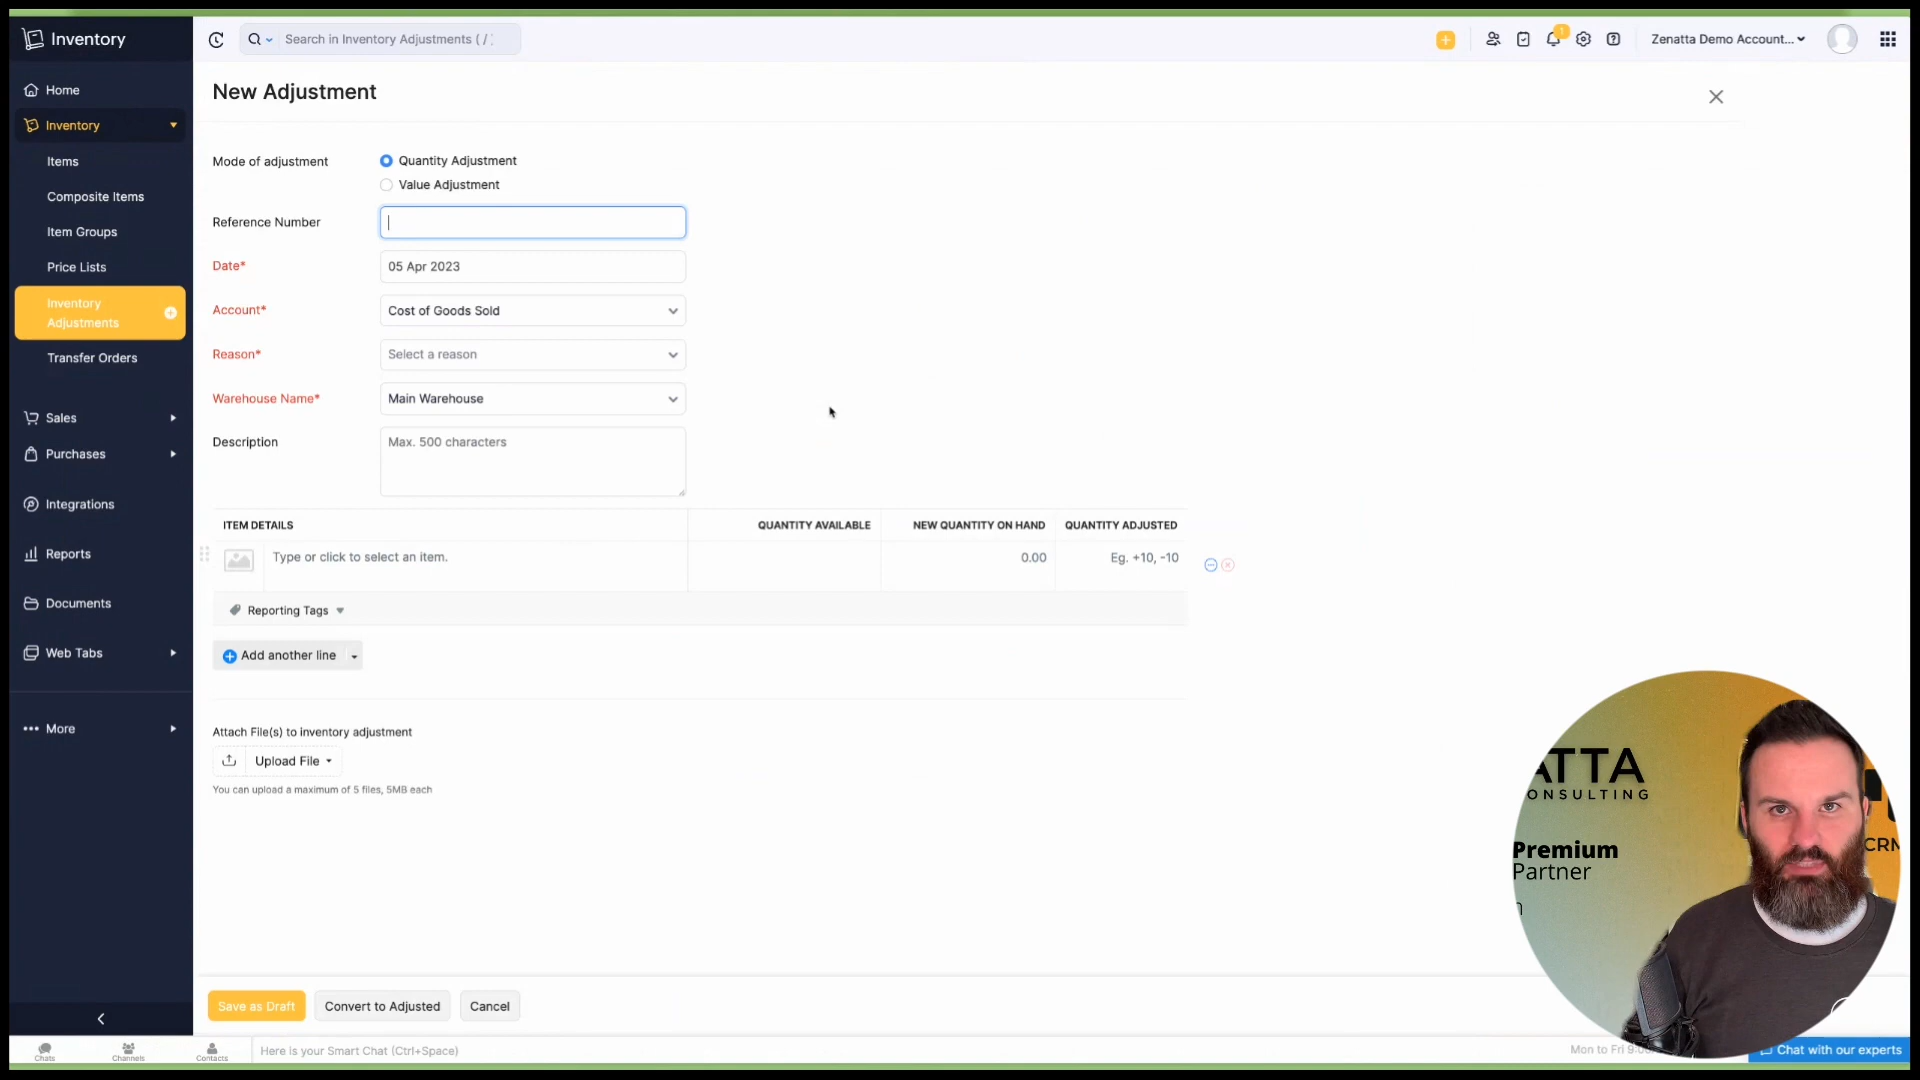 Inventory
Search in Inventory Adjustments ( / )
1
Zenatta Demo Account...
Home
Inventory
Items
Composite Items
Item Groups
Price Lists
Inventory
Adjustments
Transfer Orders
Sales
Purchases
Integrations
Reports
Documents
Web Tabs
More
New Adjustment
Mode of adjustment
Quantity Adjustment
Value Adjustment
Reference Number
Date*
05 Apr 2023
Account*
Cost of Goods Sold
Reason*
Select a reason
Warehouse Name*
Main Warehouse
Description
Max. 500 characters
ITEM DETAILS
QUANTITY AVAILABLE
NEW QUANTITY ON HAND
QUANTITY ADJUSTED
Type or click to select an item.
0.00
Eg. +10, -10
Reporting Tags
Add another line
Attach File(s) to inventory adjustment
Upload File
You can upload a maximum of 5 files, 5MB each
Save as Draft
Convert to Adjusted
Cancel
ATTA
ONSULTING
Premium
Partner
CRM
Chats
Channels
Contacts
Here is your Smart Chat (Ctrl+Space)
Mon to Fri
Chat with our experts